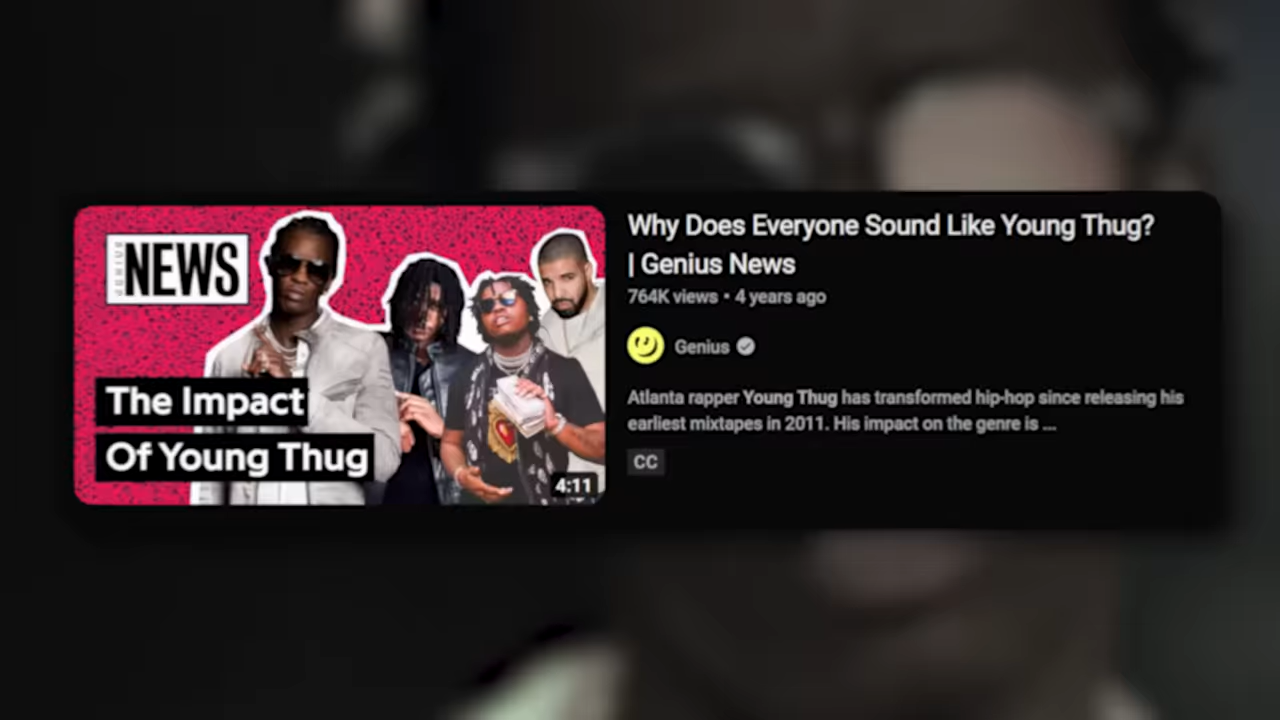 GENIUS
NEWS
The Impact
Of Young Thug
4:11
Why Does Everyone Sound Like Young Thug?
| Genius News
764K views • 4 years ago
Genius
Atlanta rapper Young Thug has transformed hip-hop since releasing his
earliest mixtapes in 2011. His impact on the genre is ...
CC